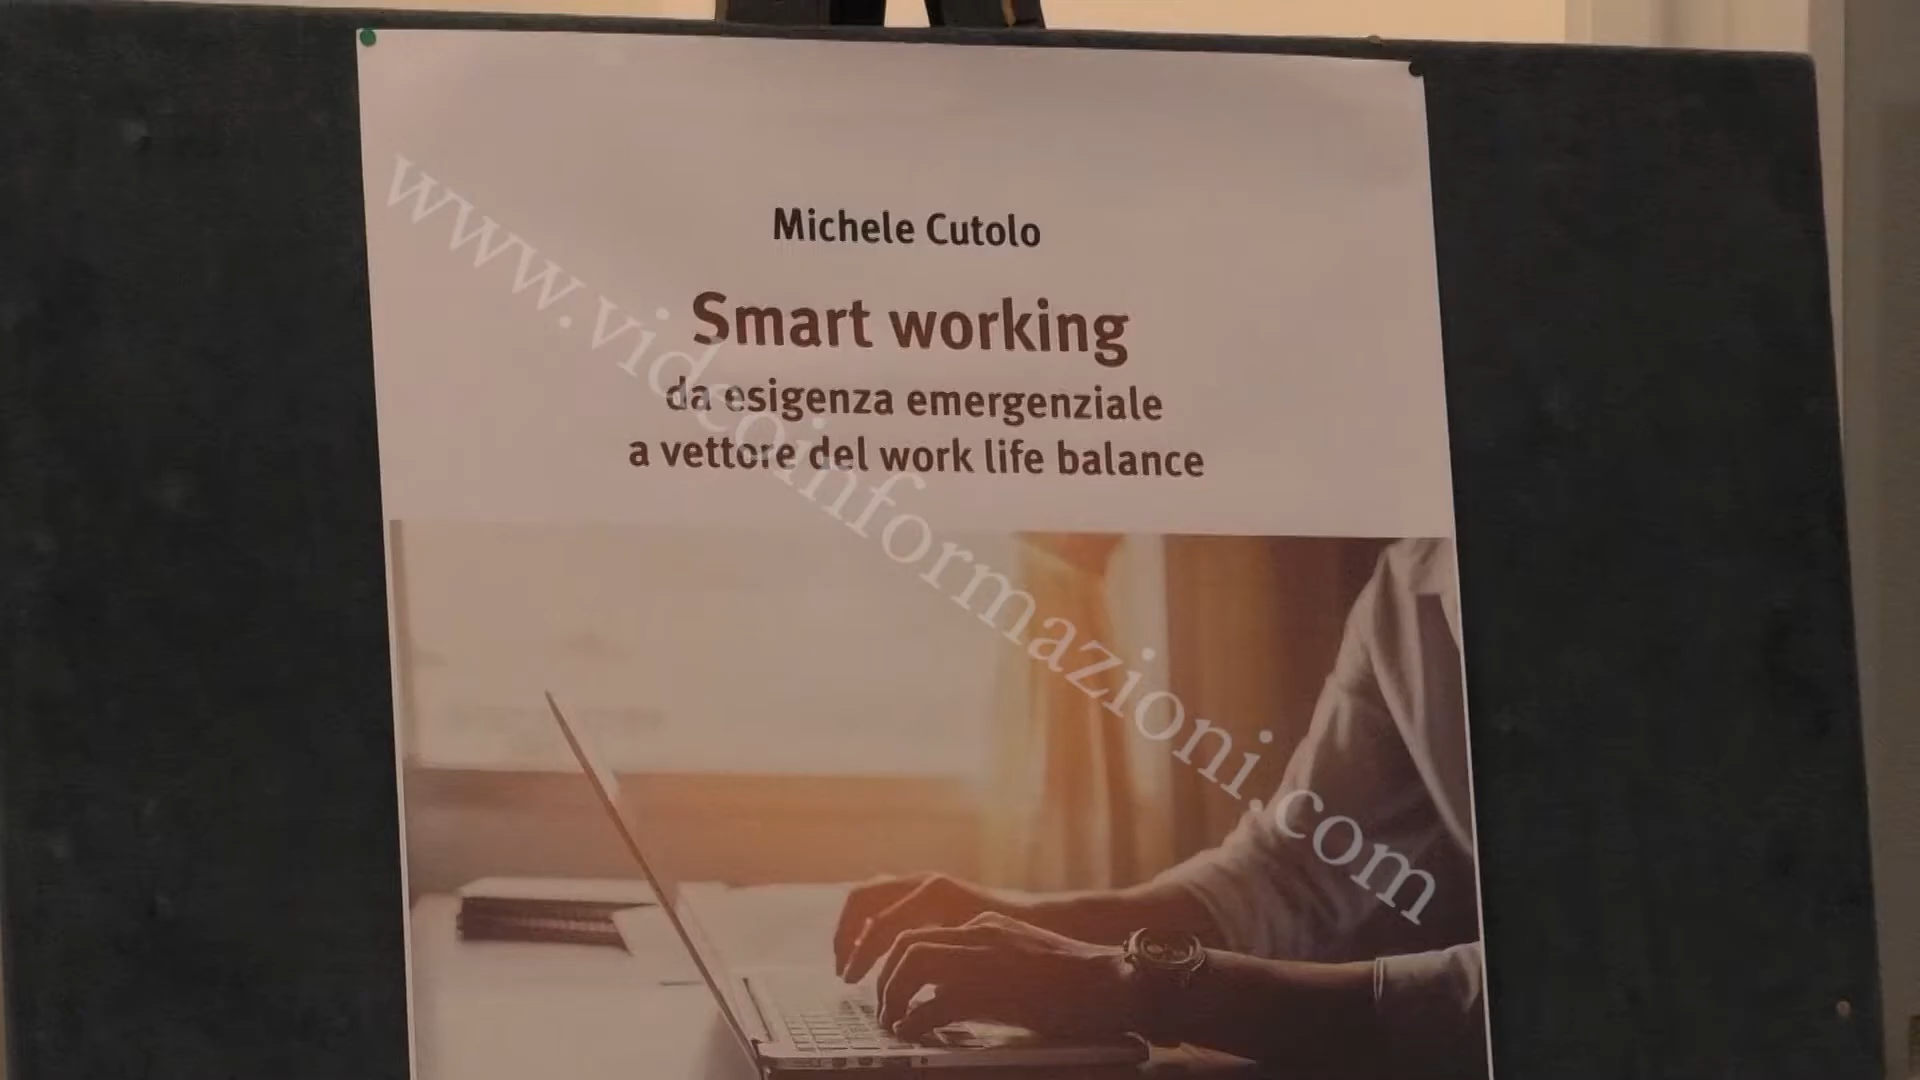 Michele Cutolo
Smart working
da esigenza emergenziale
a vettore del work life balance
www.videoinformazioni.com